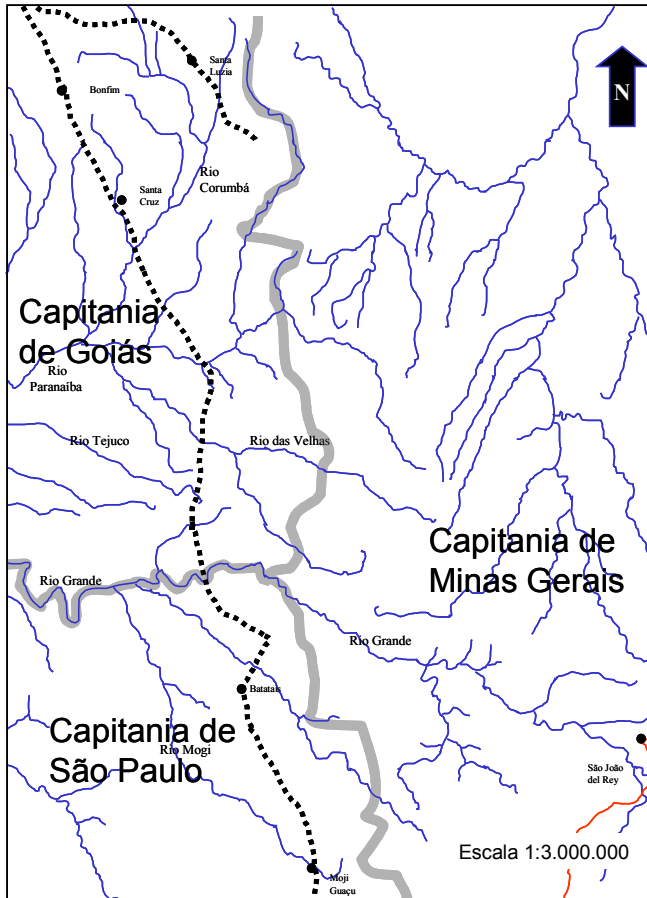 N
Santa
Luzia
Bonfim
Rio
Corumbá
Santa
Cruz
Capitania
de Goiás
Rio
Paranaíba
Rio Tejuco
Rio das Velhas
Capitania de
Minas Gerais
Rio Grande
Rio Grande
Batatais
Capitania de
São Paulo
Rio Mogi
São João
del Rey
Escala 1:3.000.000
Moji
Guaçu